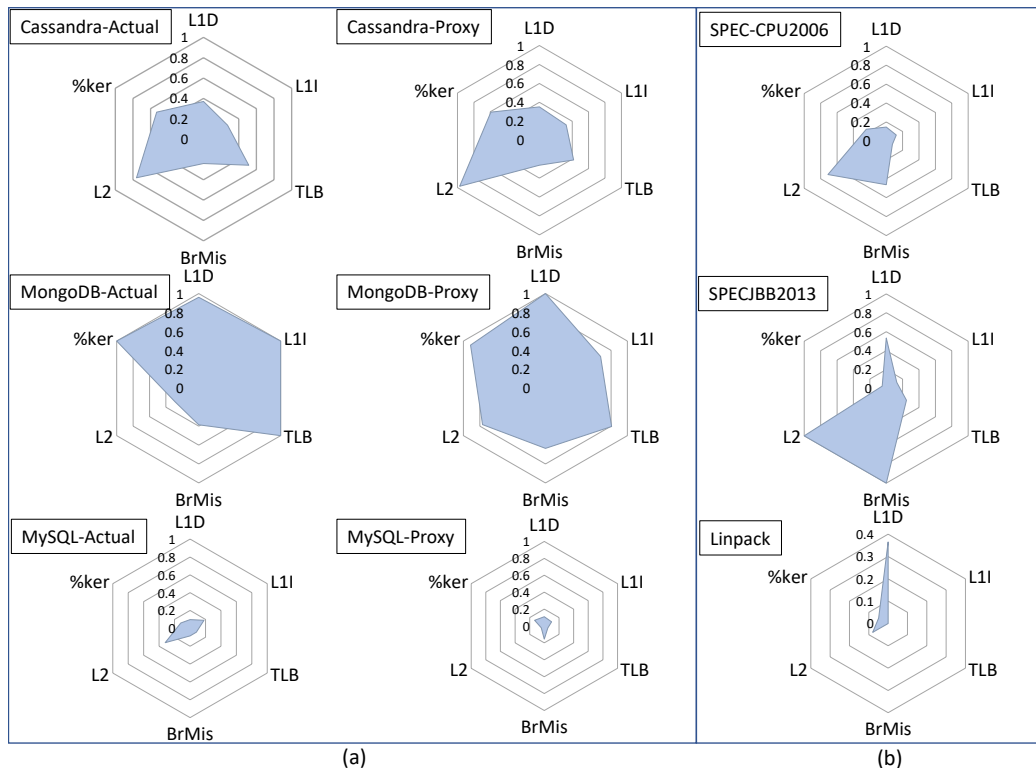 Cassandra-Actual
L1D
1
0.8
0.6
0.4
0.2
0
%ker
L1I
L2
TLB
BrMis
Cassandra-Proxy
L1D
1
0.8
0.6
0.4
0.2
0
%ker
L1I
L2
TLB
BrMis
SPEC-CPU2006
L1D
1
0.8
0.6
0.4
0.2
0
%ker
L1I
L2
TLB
BrMis
MongoDB-Actual
L1D
1
0.8
0.6
0.4
0.2
0
%ker
L1I
L2
TLB
BrMis
MongoDB-Proxy
L1D
1
0.8
0.6
0.4
0.2
0
%ker
L1I
L2
TLB
BrMis
SPECJBB2013
L1D
1
0.8
0.6
0.4
0.2
0
%ker
L1I
L2
TLB
BrMis
MySQL-Actual
L1D
1
0.8
0.6
0.4
0.2
0
%ker
L1I
L2
TLB
BrMis
MySQL-Proxy
L1D
1
0.8
0.6
0.4
0.2
0
%ker
L1I
L2
TLB
BrMis
Linpack
L1D
0.4
0.3
0.2
0.1
0
%ker
L1I
L2
TLB
BrMis
(a)
(b)